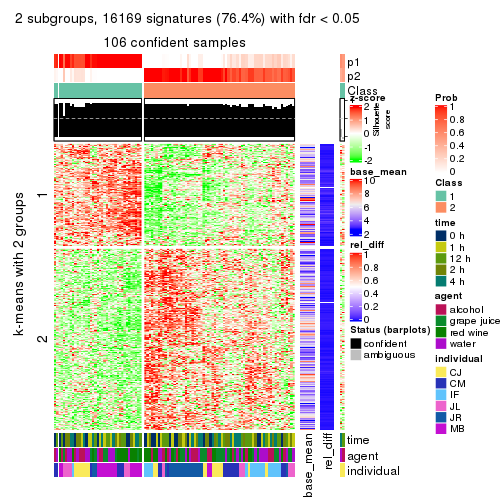 2 subgroups, 16169 signatures (76.4%) with fdr < 0.05
106 confident samples
p1
p2
Class
Silhouette
score
z-score
2
1
0
-1
-2
base_mean
10
8
6
4
2
rel_diff
1
0.8
0.6
0.4
0.2
0
Status (barplots)
confident
ambiguous
Prob
1
0.8
0.6
0.4
0.2
0
Class
1
2
time
0 h
1 h
12 h
2 h
4 h
agent
alcohol
grape juice
red wine
water
individual
CJ
CM
IF
JL
JR
MB
k-means with 2 groups
1
2
time
agent
individual
base_mean
rel_diff